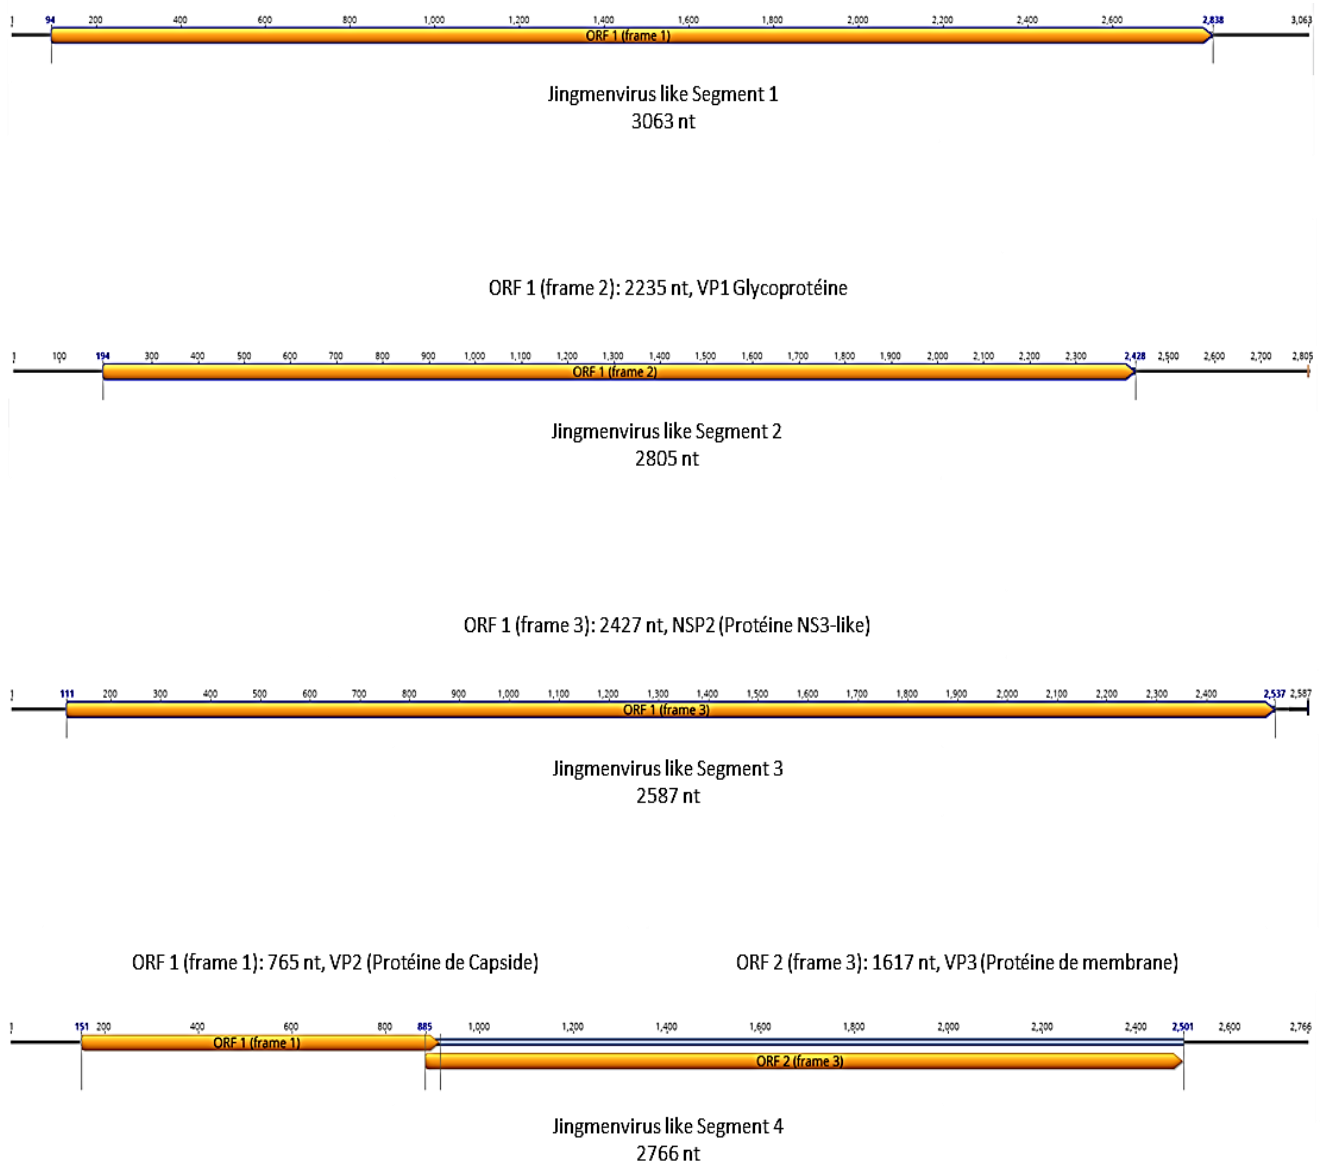 1 94 200 400 600 800 1,000 1,200 1,400 1,600 1,800 2,000 2,200 2,400 2,600 2,838 3,063
ORF 1 (frame 1)
Jingmenvirus like Segment 1
3063 nt
ORF 1 (frame 2): 2235 nt, VP1 Glycoprotéine
1 100 194 300 400 500 600 700 800 900 1,000 1,100 1,200 1,300 1,400 1,500 1,600 1,700 1,800 1,900 2,000 2,100 2,200 2,300 2,428 2,500 2,600 2,700 2,805
ORF 1 (frame 2)
Jingmenvirus like Segment 2
2805 nt
ORF 1 (frame 3): 2427 nt, NSP2 (Protéine NS3-like)
1 111 200 300 400 500 600 700 800 900 1,000 1,100 1,200 1,300 1,400 1,500 1,600 1,700 1,800 1,900 2,000 2,100 2,200 2,300 2,400 2,537 2,587
ORF 1 (frame 3)
Jingmenvirus like Segment 3
2587 nt
ORF 1 (frame 1): 765 nt, VP2 (Protéine de Capside) ORF 2 (frame 3): 1617 nt, VP3 (Protéine de membrane)
1 151 200 400 600 800 885 1,000 1,200 1,400 1,600 1,800 2,000 2,200 2,400 2,501 2,600 2,766
ORF 1 (frame 1)
ORF 2 (frame 3)
Jingmenvirus like Segment 4
2766 nt